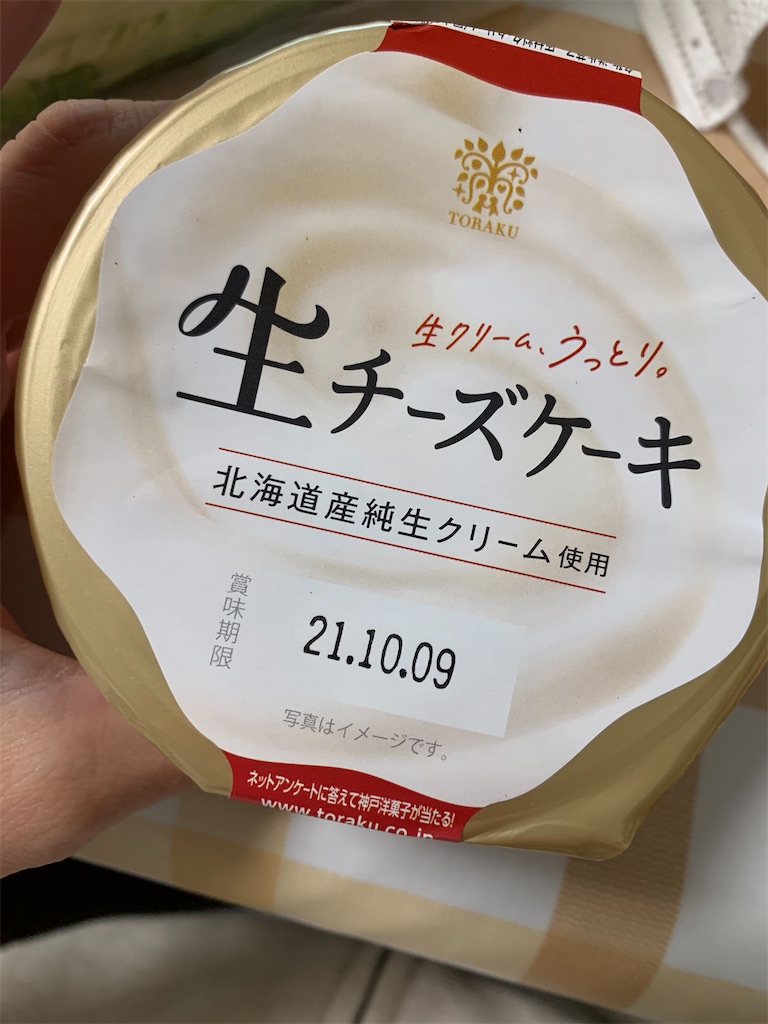 TORAKU
生クリーム、うっとり。
生チーズケーキ
北海道産純生クリーム使用
賞味期限
21.10.09
写真はイメージです。
ネットアンケートに答えて神戸洋菓子が当たる!
www.toraku.co.jp